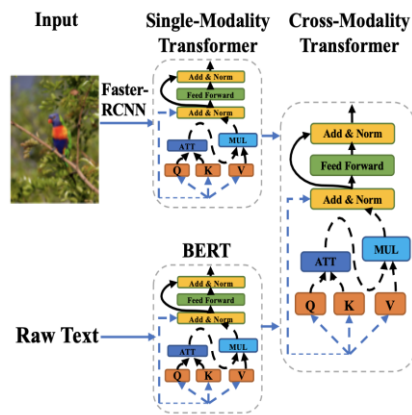 Input
Single-Modality
Transformer
Cross-Modality
Transformer
Faster-
RCNN
Add & Norm
Feed Forward
Add & Norm
ATT
MUL
Q K V
BERT
Raw Text
Add & Norm
Feed Forward
Add & Norm
ATT
MUL
Q K V
Add & Norm
Feed Forward
Add & Norm
ATT
MUL
Q K V